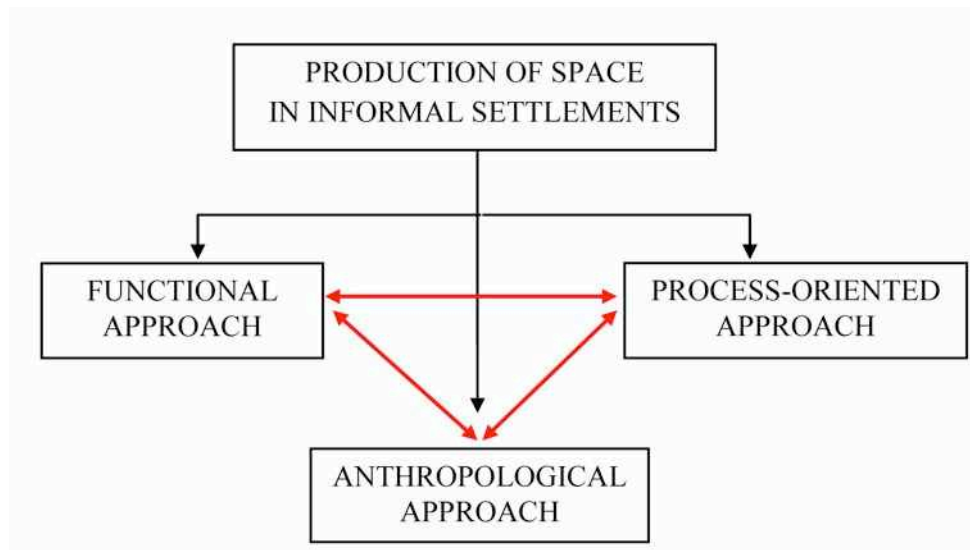 PRODUCTION OF SPACE
IN INFORMAL SETTLEMENTS
FUNCTIONAL
APPROACH
PROCESS-ORIENTED
APPROACH
ANTHROPOLOGICAL
APPROACH